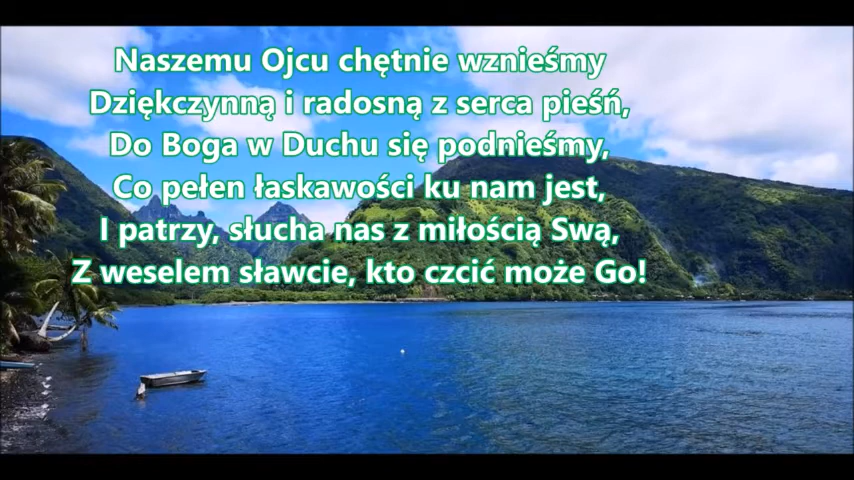 Naszemu Ojcu chętnie wznieśmy
Dziękczynną i radosną z serca pieśń,
Do Boga w Duchu się podnieśmy,
Co pełen łaskawości ku nam jest,
I patrzy, słucha nas z miłością Swą,
Z weselem sławcie, kto czcić może Go!